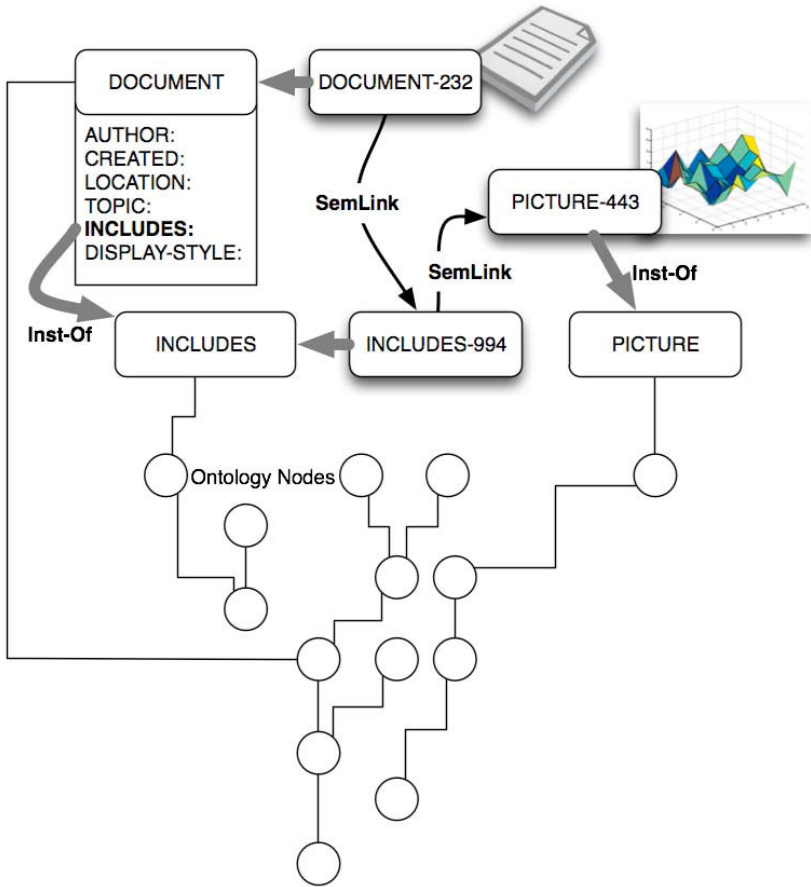 DOCUMENT
DOCUMENT-232
AUTHOR:
CREATED:
LOCATION:
TOPIC:
INCLUDES:
DISPLAY-STYLE:
SemLink
PICTURE-443
SemLink
Inst-Of
Inst-Of
INCLUDES
INCLUDES-994
PICTURE
Ontology Nodes